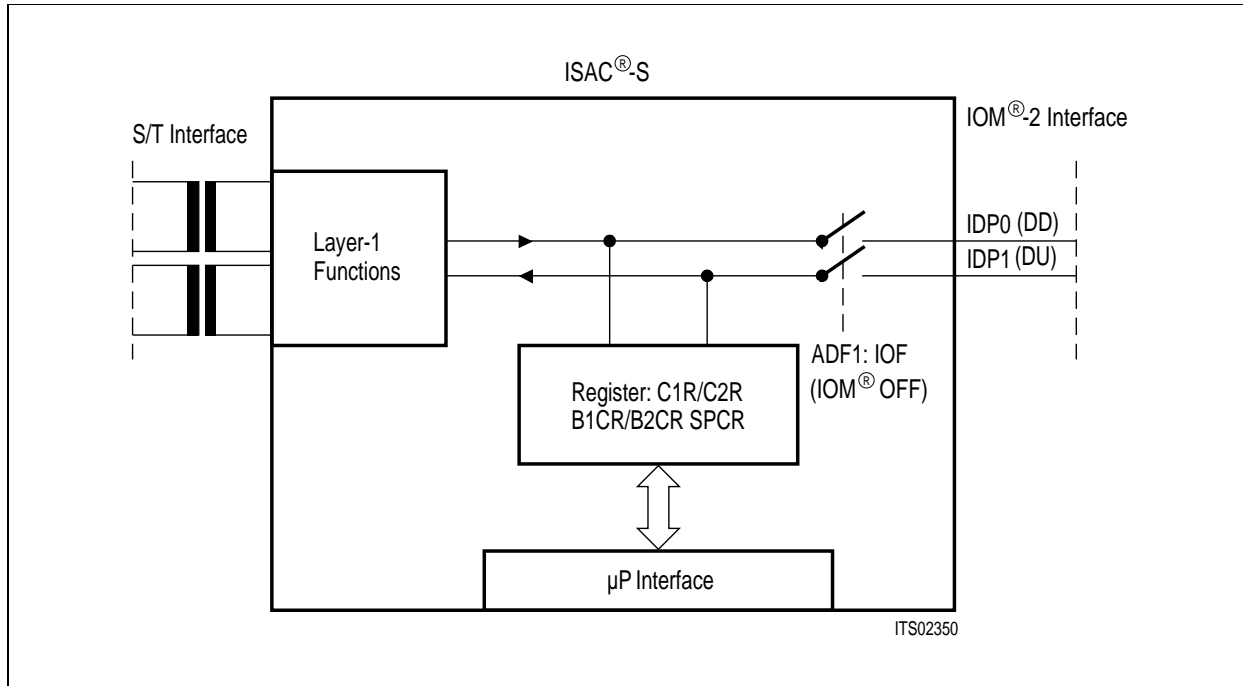 ISAC®-S
IOM®-2 Interface
S/T Interface
Layer-1
Functions
IDP0 (DD)
IDP1 (DU)
ADF1: IOF
(IOM® OFF)
Register: C1R/C2R
B1CR/B2CR SPCR
µP Interface
ITS02350